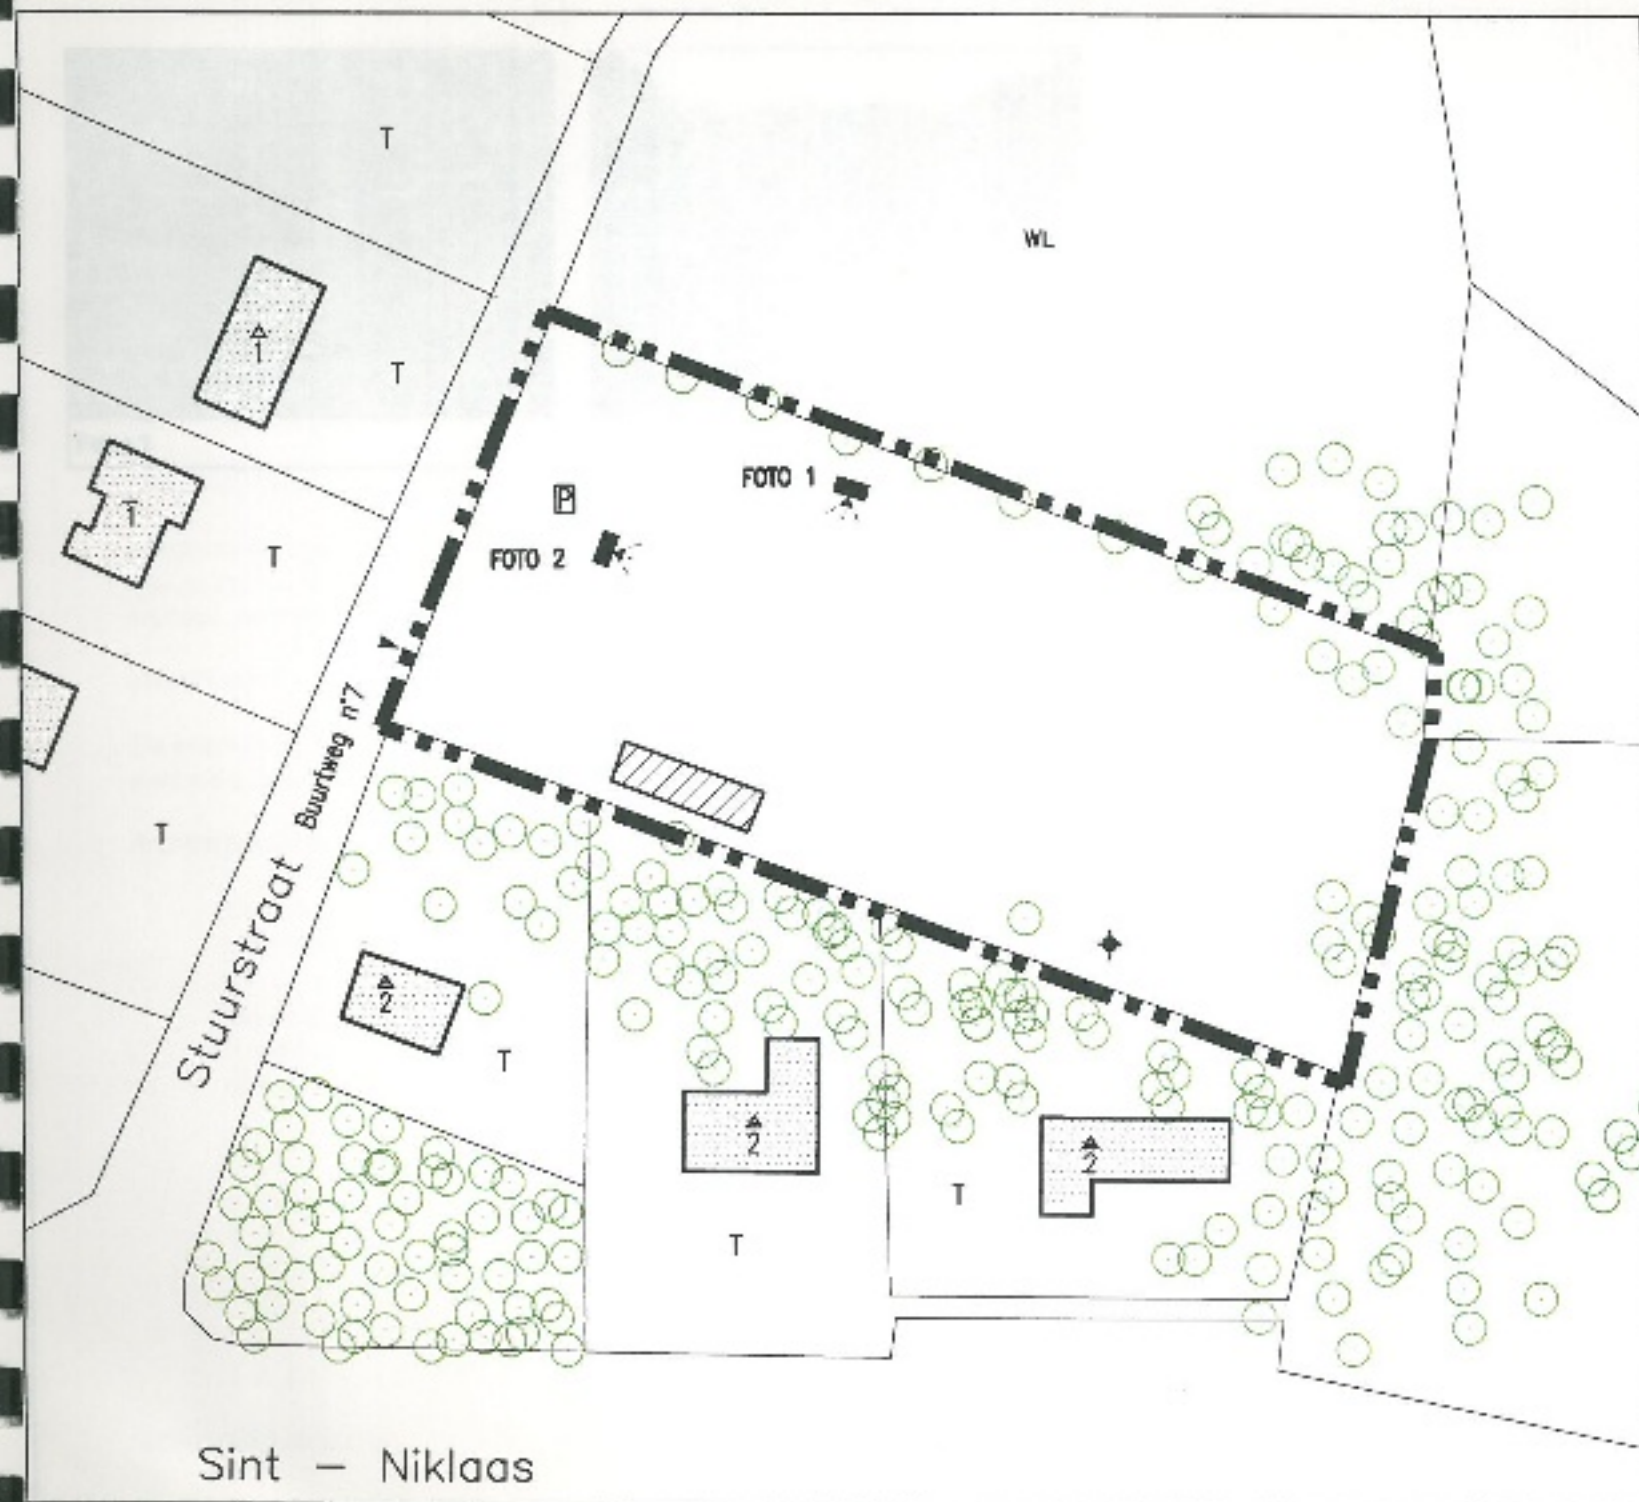 T
WL
1
T
FOTO 1
P
1
T
FOTO 2
Buurtweg n°7
T
Stuurstraat
2
T
2
2
T
T
Sint - Niklaas